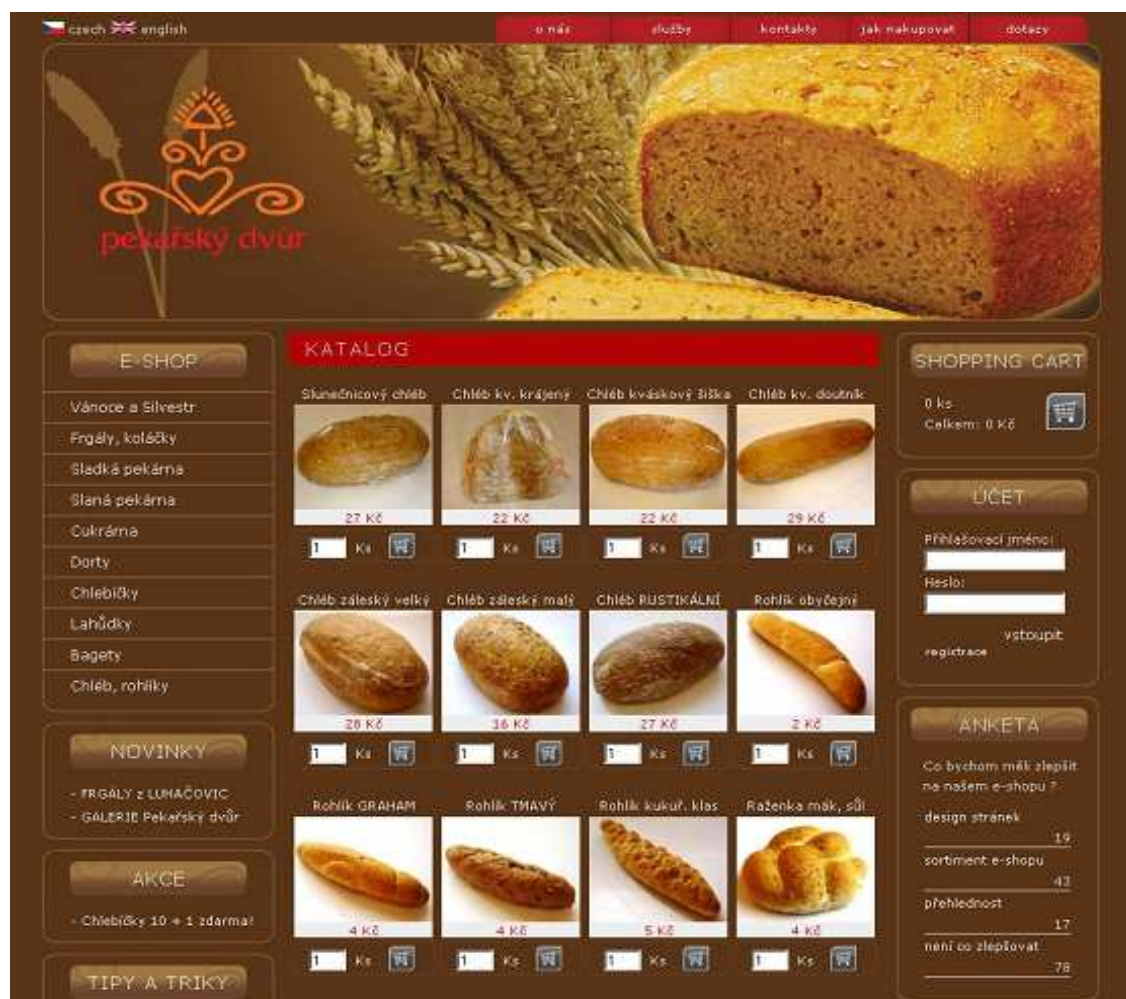 czech english
o nás služby kontakty jak nakupovat dotazy
pekařský dvůr
E-SHOP
Vánoce a Silvestr
Frgály, koláčky
Sladká pekárna
Slaná pekárna
Cukrárna
Dorty
Chlebíčky
Lahůdky
Bagety
Chléb, rohlíky
NOVINKY
- FRGÁLY z LUHAČOVIC
- GALERIE Pekařský dvůr
AKCE
- Chlebíčky 10 + 1 zdarma!
TIPY A TRIKY
KATALOG
Slunečnicový chléb Chléb kv. krájený Chléb kváskový šiška Chléb kv. doutník
27 Kč 22 Kč 22 Kč 29 Kč
1 Ks 1 Ks 1 Ks 1 Ks
Chléb záleský velký Chléb záleský malý Chléb RUSTIKÁLNÍ Rohlík obyčejný
28 Kč 16 Kč 27 Kč 2 Kč
1 Ks 1 Ks 1 Ks 1 Ks
Rohlík GRAHAM Rohlík TMAVÝ Rohlík kukuř. klas Raženka mák, sůl
4 Kč 4 Kč 5 Kč 4 Kč
1 Ks 1 Ks 1 Ks 1 Ks
SHOPPING CART
0 ks
Celkem: 0 Kč
ÚČET
Přihlašovací jméno:
Heslo:
vstoupit
registrace
ANKETA
Co bychom měli zlepšit
na našem e-shopu ?
design stránek
19
sortiment e-shopu
43
přehlednost
17
není co zlepšovat
78